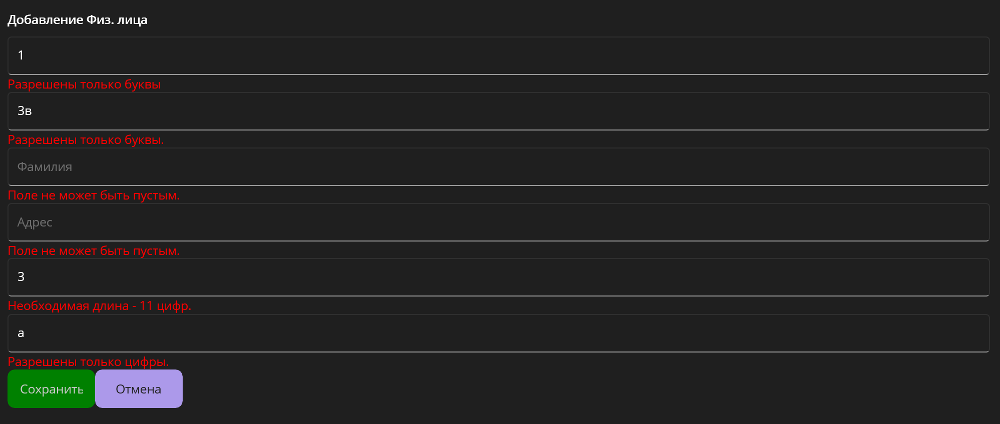 Добавление Физ. лица
1
Разрешены только буквы
3в
Разрешены только буквы.
Фамилия
Поле не может быть пустым.
Адрес
Поле не может быть пустым.
3
Необходимая длина - 11 цифр.
а
Разрешены только цифры.
Сохранить Отмена